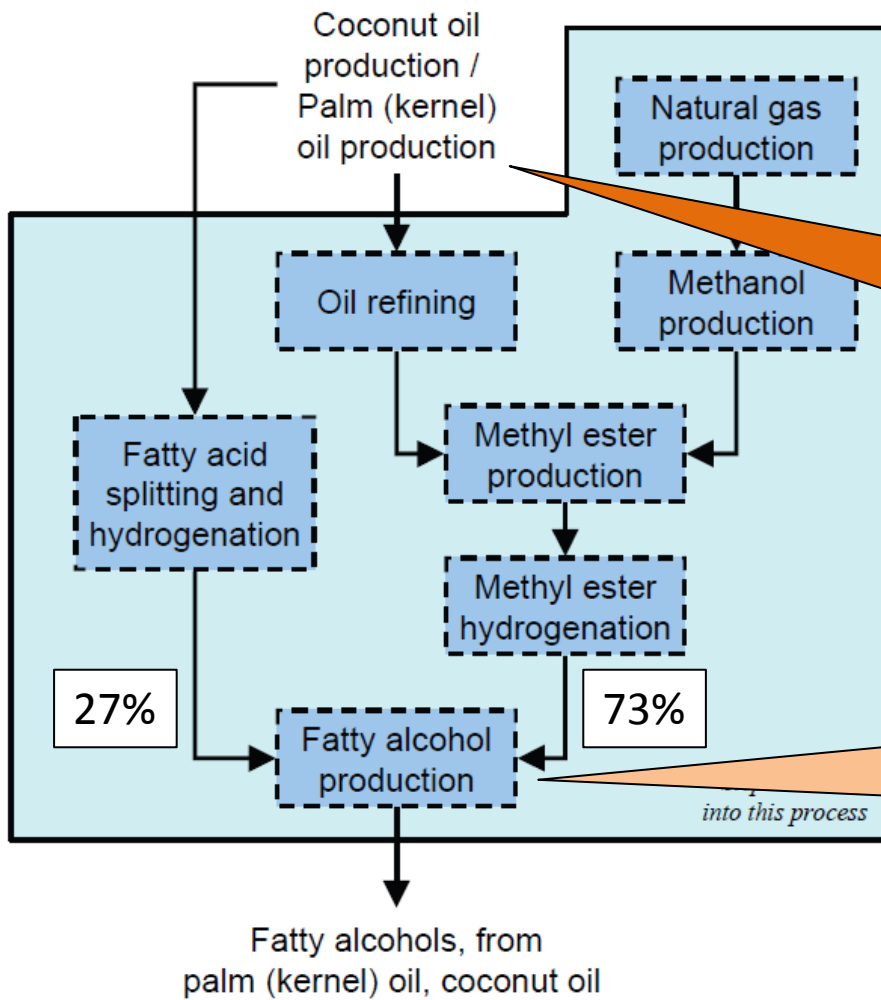 Coconut oil
production /
Palm (kernel)
oil production
Natural gas
production
Oil refining
Methanol
production
Fatty acid
splitting and
hydrogenation
Methyl ester
production
Methyl ester
hydrogenation
27%
73%
Fatty alcohol
production
into this process
Fatty alcohols, from
palm (kernel) oil, coconut oil